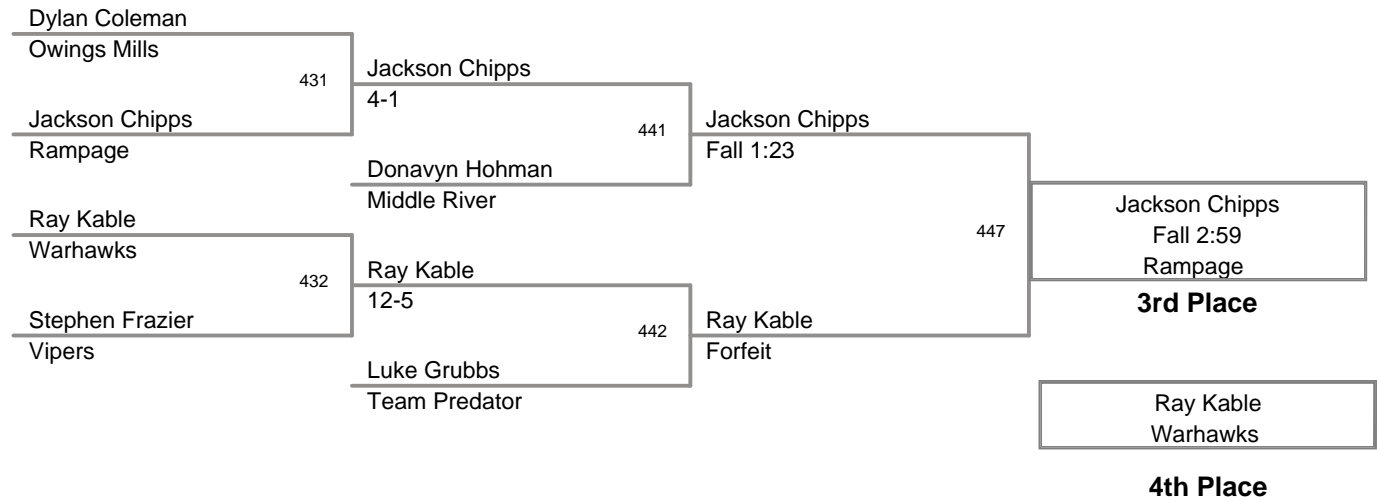 Dylan Coleman
Owings Mills
431
Jackson Chipps
4-1
Jackson Chipps
Rampage
441
Jackson Chipps
Fall 1:23
Donavyn Hohman
Middle River
Ray Kable
Warhawks
447
Jackson Chipps
Fall 2:59
Rampage
3rd Place
432
Ray Kable
12-5
Stephen Frazier
Vipers
442
Ray Kable
Forfeit
Luke Grubbs
Team Predator
Ray Kable
Warhawks
4th Place